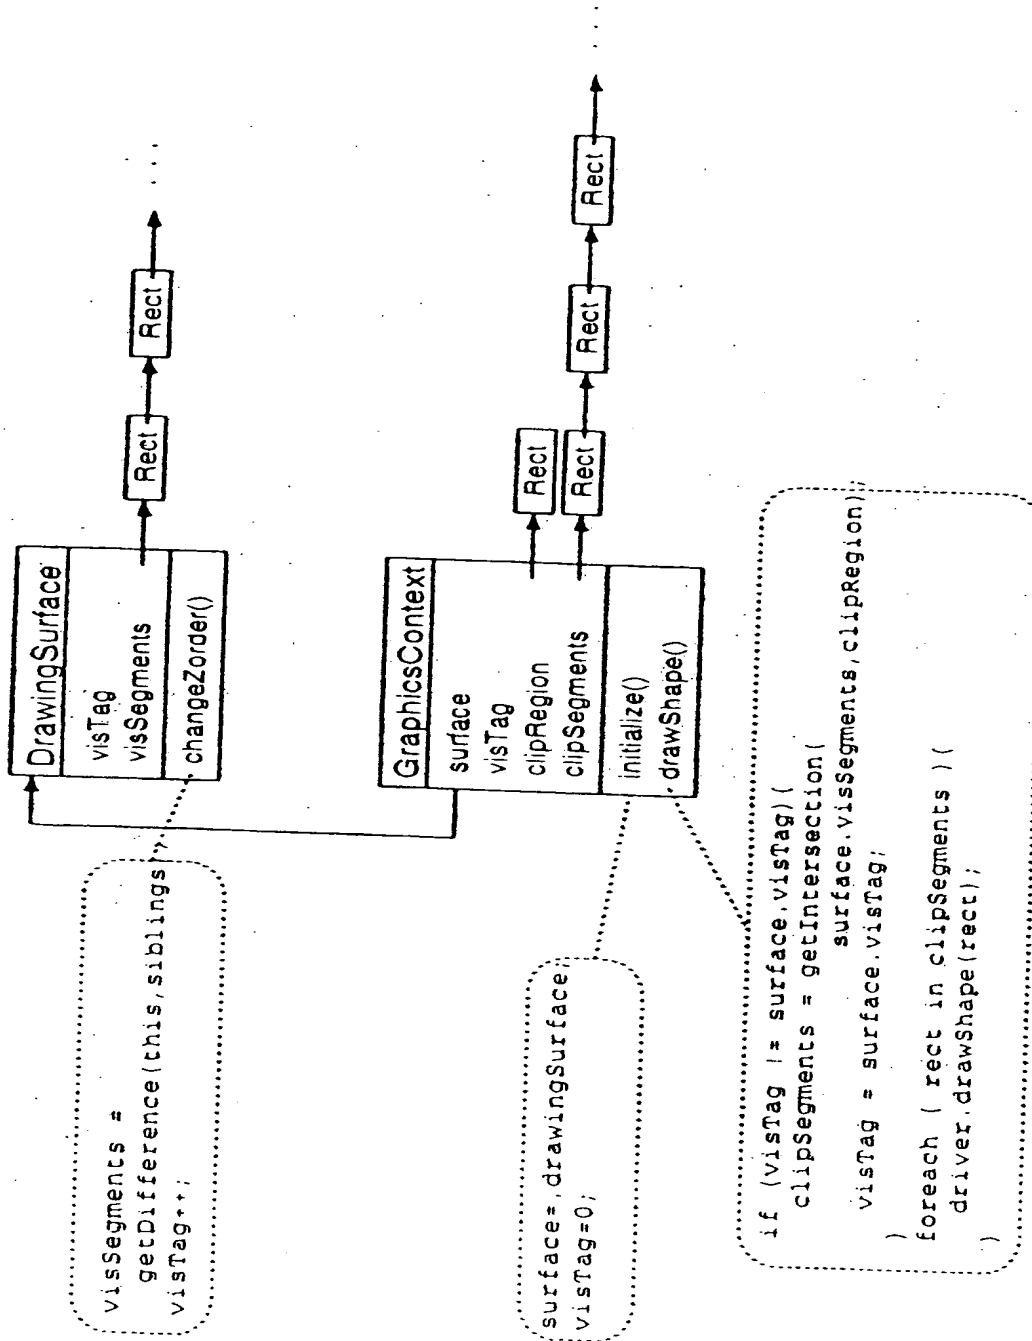 DrawingSurface
visTag
visSegments
changeZorder()
Rect
Rect
. . . .
visSegments =
getDifference(this,siblings)
visTag++;
GraphicsContext
surface
visTag
clipRegion
clipSegments
initialize()
drawShape()
Rect
Rect
Rect
Rect
. . . .
surface=.drawingSurface;
visTag=0;
if (visTag != surface.visTag)(
clipSegments = getIntersection(
surface.visSegments,clipRegion);
visTag = surface.visTag;
)
foreach ( rect in clipSegments )(
driver.drawShape(rect);
)